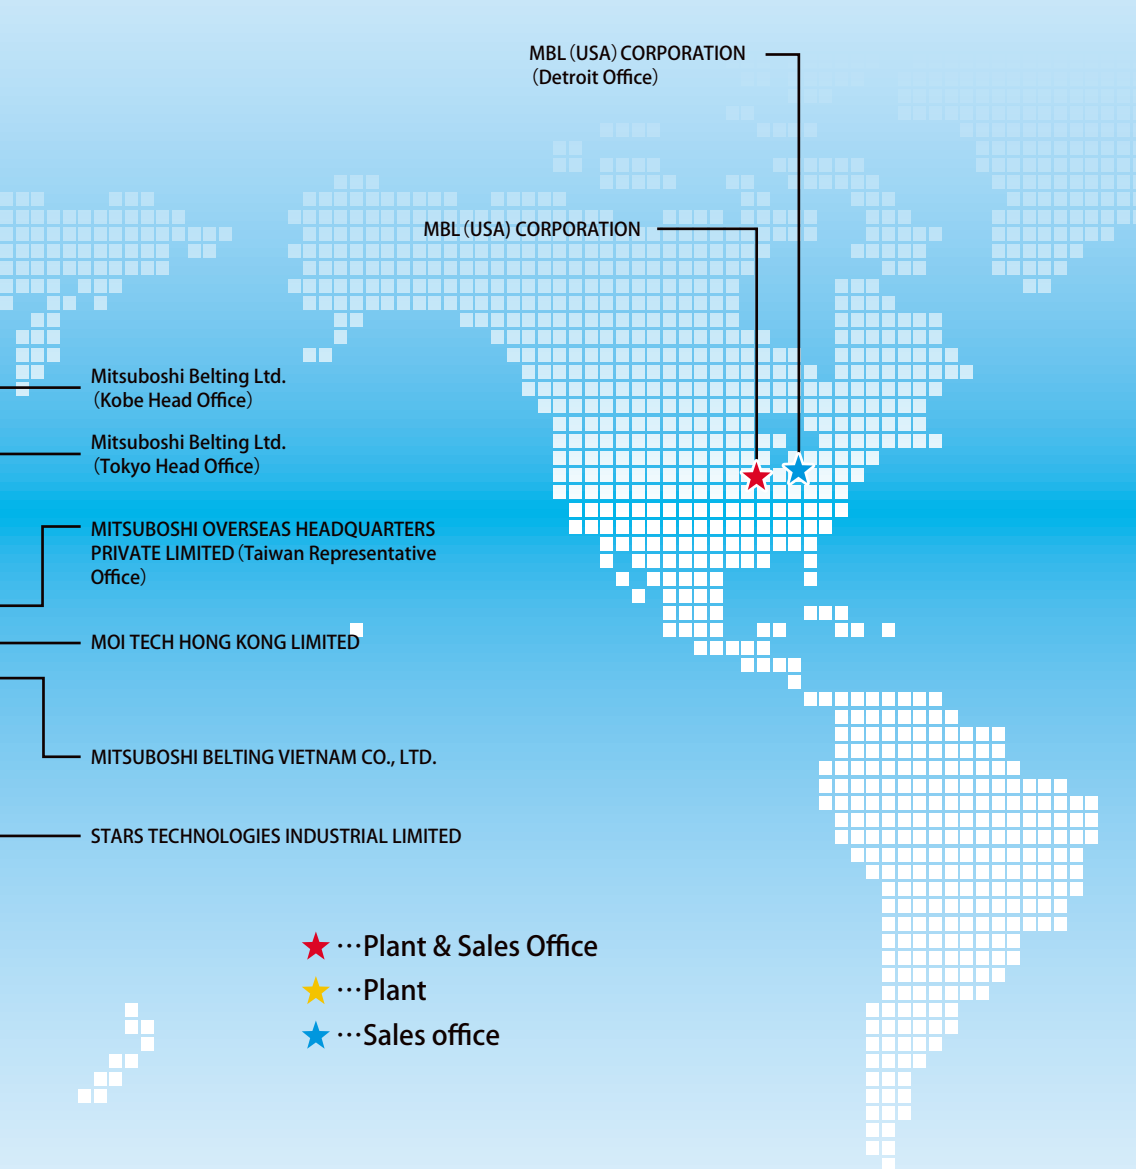 MBL（USA）CORPORATION
（Detroit Office）
MBL（USA）CORPORATION
Mitsuboshi Belting Ltd.
（Kobe Head Office）
Mitsuboshi Belting Ltd.
（Tokyo Head Office）
MITSUBOSHI OVERSEAS HEADQUARTERS
PRIVATE LIMITED（Taiwan Representative
Office）
MOI TECH HONG KONG LIMITED
MITSUBOSHI BELTING VIETNAM CO., LTD.
STARS TECHNOLOGIES INDUSTRIAL LIMITED
★…Plant & Sales Office
★…Plant
★…Sales office